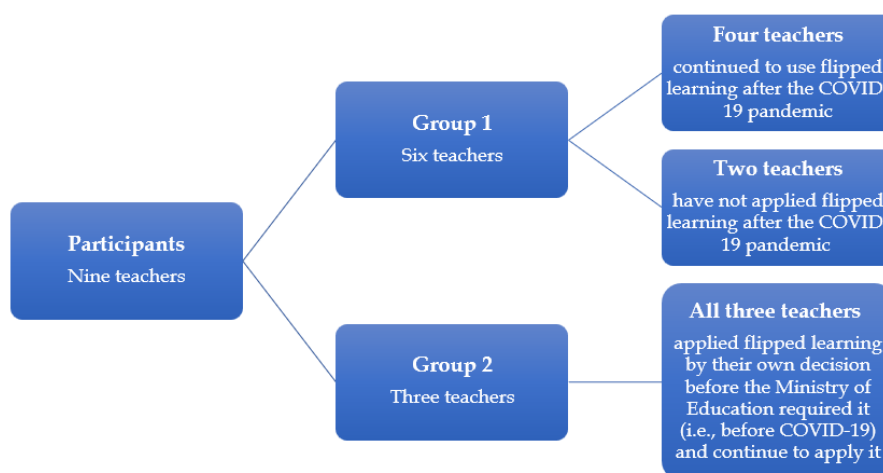 Participants
Nine teachers
Group 1
Six teachers
Four teachers
continued to use flipped
learning after the COVID-
19 pandemic
Two teachers
have not applied flipped
learning after the COVID-
19 pandemic
Group 2
Three teachers
All three teachers
applied flipped learning
by their own decision
before the Ministry of
Education required it
(i.e., before COVID-19)
and continue to apply it